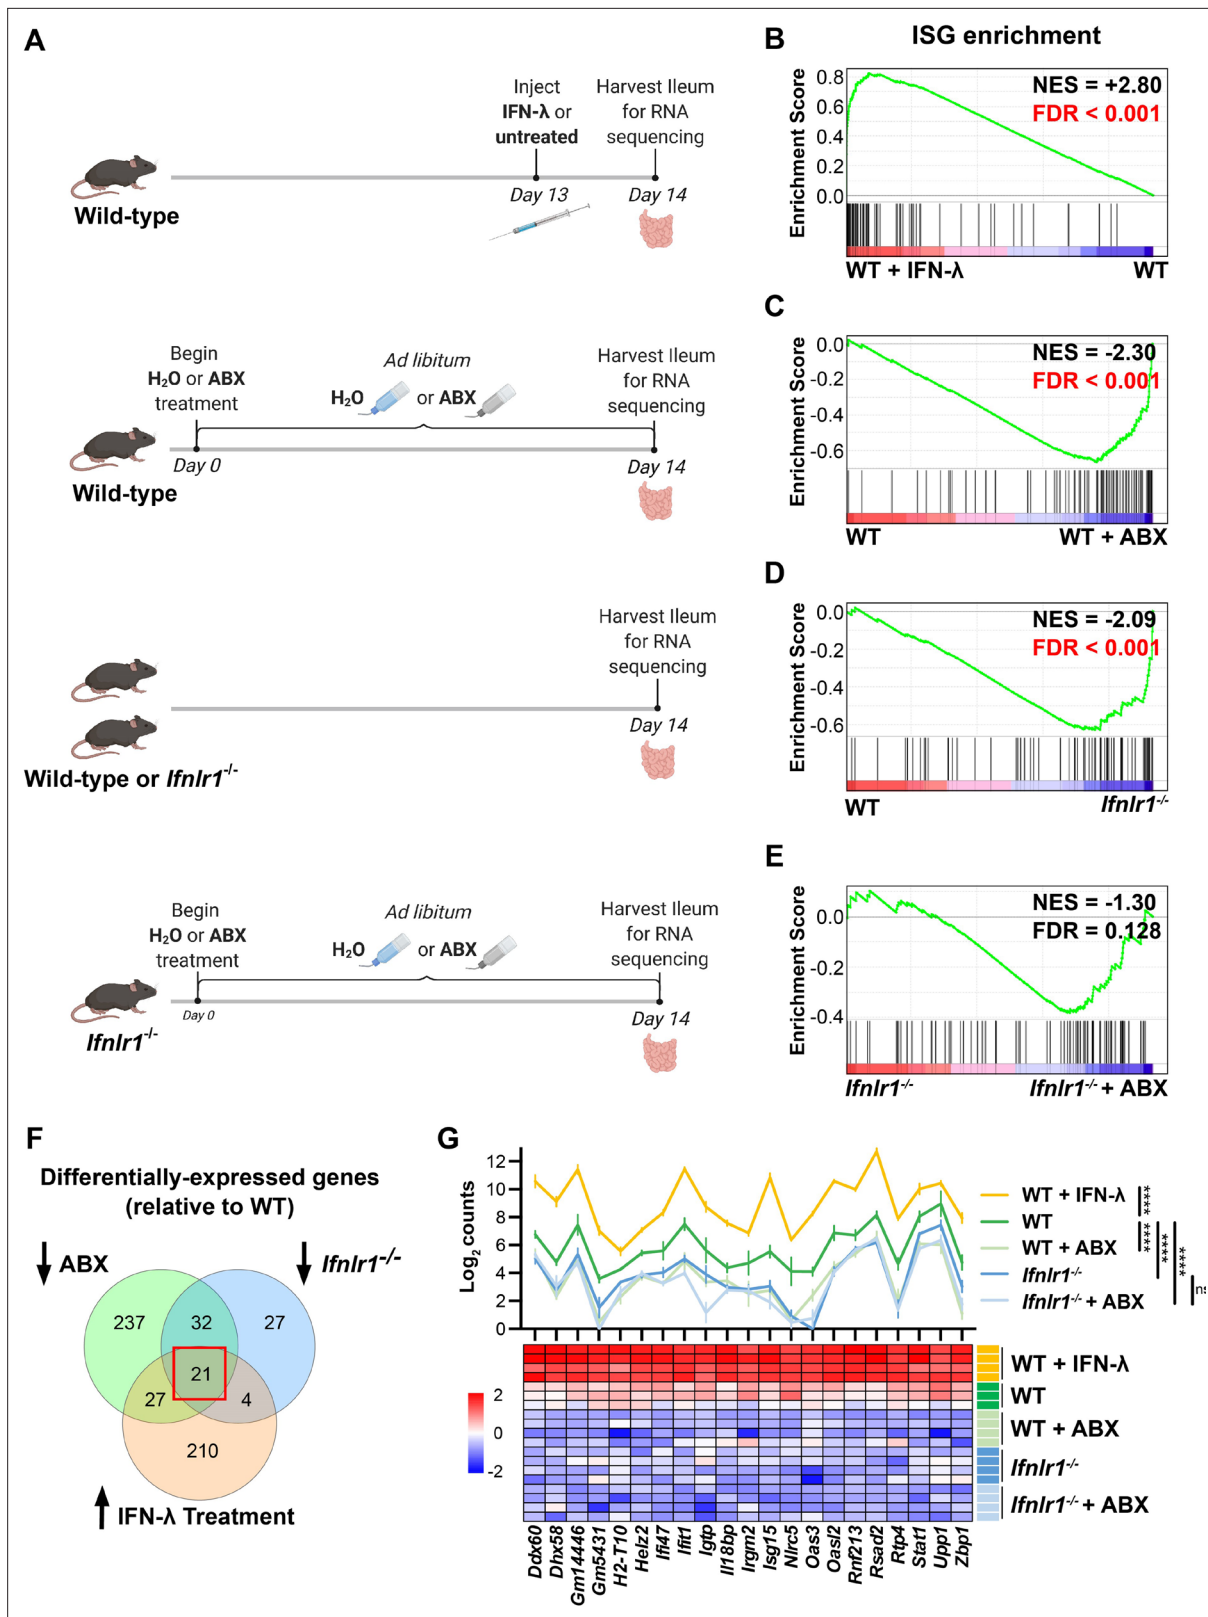 A
Inject
IFN-λ or
untreated
Harvest Ileum
for RNA
sequencing
Day 13
Day 14
Wild-type
Begin
H₂O or ABX
treatment
Ad libitum
H₂O or ABX
Harvest Ileum
for RNA
sequencing
Day 0
Day 14
Wild-type
Harvest Ileum
for RNA
sequencing
Day 14
Wild-type or Ifnlr1⁻/⁻
Begin
H₂O or ABX
treatment
Ad libitum
H₂O or ABX
Harvest Ileum
for RNA
sequencing
Day 0
Day 14
Ifnlr1⁻/⁻
B
ISG enrichment
Enrichment Score
0.8
0.6
0.4
0.2
0.0
NES = +2.80
FDR < 0.001
WT + IFN-λ WT
C
Enrichment Score
0.0
-0.2
-0.4
-0.6
NES = -2.30
FDR < 0.001
WT WT + ABX
D
Enrichment Score
0.0
-0.2
-0.4
-0.6
NES = -2.09
FDR < 0.001
WT Ifnlr1⁻/⁻
E
Enrichment Score
0.0
-0.2
-0.4
NES = -1.30
FDR = 0.128
Ifnlr1⁻/⁻ Ifnlr1⁻/⁻ + ABX
F
Differentially-expressed genes
(relative to WT)
ABX
Ifnlr1⁻/⁻
237 32 27
21
27 4
210
IFN-λ Treatment
G
Log₂ counts
12
10
8
6
4
2
0
WT + IFN-λ
WT
WT + ABX
Ifnlr1⁻/⁻
Ifnlr1⁻/⁻ + ABX
****
****
****
****
ns
2
0
-2
WT + IFN-λ
WT
WT + ABX
Ifnlr1⁻/⁻
Ifnlr1⁻/⁻ + ABX
Ddx60
Dhx58
Gm14446
Gm5431
H2-T10
Helz2
Ifi47
Ifit1
Igtp
Il18bp
Irgm2
Isg15
Nlrc5
Oas3
Oasl2
Rnf213
Rsad2
Rtp4
Stat1
Upp1
Zbp1